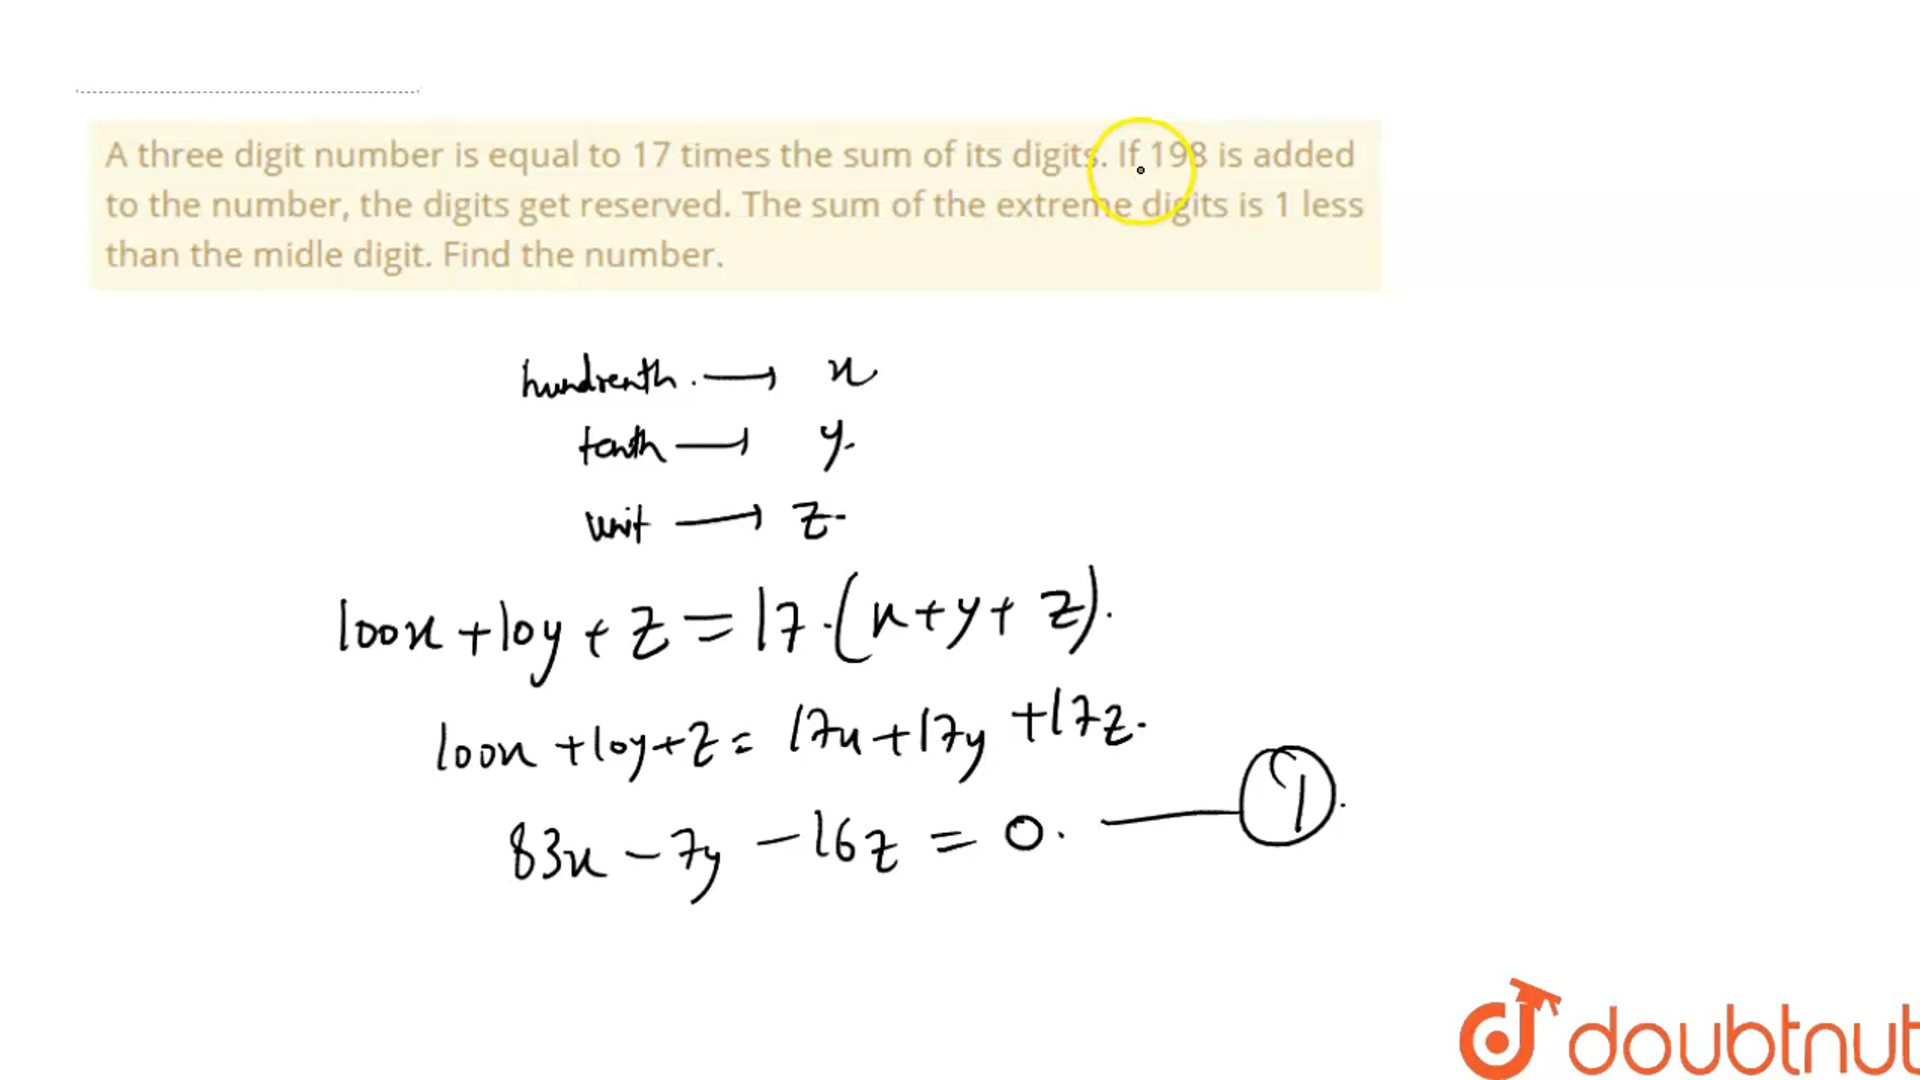 A three digit number is equal to 17 times the sum of its digits. If 198 is added
to the number, the digits get reserved. The sum of the extreme digits is 1 less
than the midle digit. Find the number.
hundrenth. → x
tenth → y.
unit → z.
100x + 10y + z = 17.(x + y + z).
100x + 10y + z = 17x + 17y + 17z.
83x - 7y - 16z = 0. — 1.
doubtnut